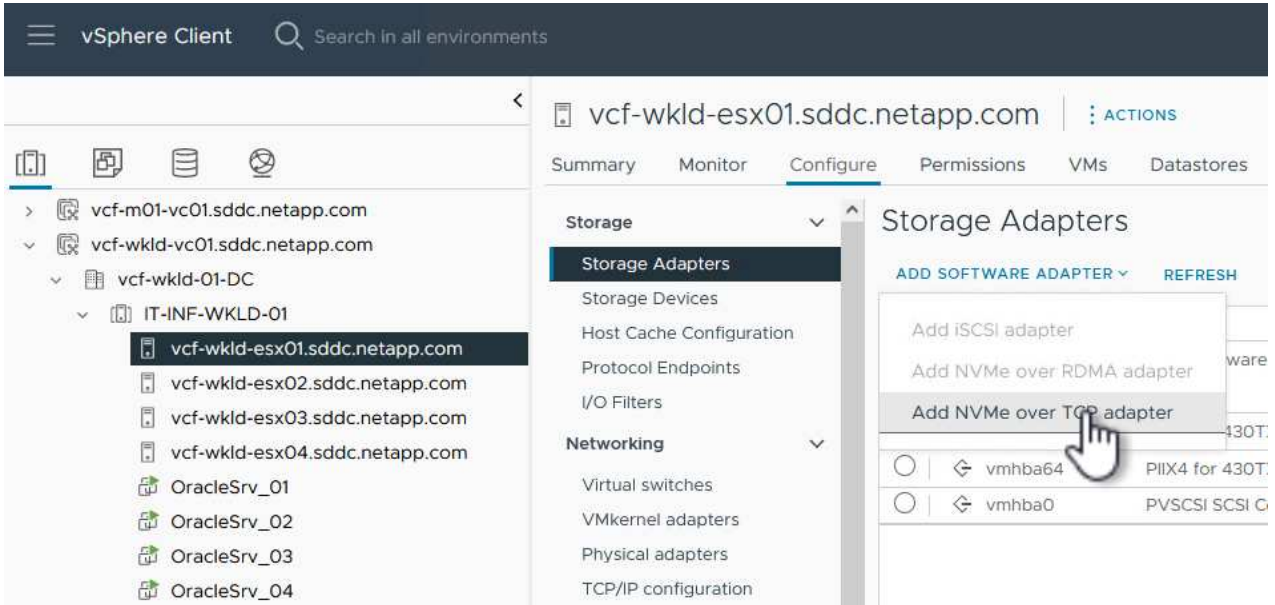 vSphere Client
Search in all environments
vcf-m01-vc01.sddc.netapp.com
vcf-wkld-vc01.sddc.netapp.com
vcf-wkld-01-DC
IT-INF-WKLD-01
vcf-wkld-esx01.sddc.netapp.com
vcf-wkld-esx02.sddc.netapp.com
vcf-wkld-esx03.sddc.netapp.com
vcf-wkld-esx04.sddc.netapp.com
OracleSrv_01
OracleSrv_02
OracleSrv_03
OracleSrv_04
vcf-wkld-esx01.sddc.netapp.com
ACTIONS
Summary Monitor Configure Permissions VMs Datastores
Storage
Storage Adapters
Storage Devices
Host Cache Configuration
Protocol Endpoints
I/O Filters
Networking
Virtual switches
VMkernel adapters
Physical adapters
TCP/IP configuration
Storage Adapters
ADD SOFTWARE ADAPTER REFRESH
Add iSCSI adapter
Add NVMe over RDMA adapter
Add NVMe over TCP adapter
vmhba64 PIIX4 for 430T
vmhba0 PVSCSI SCSI